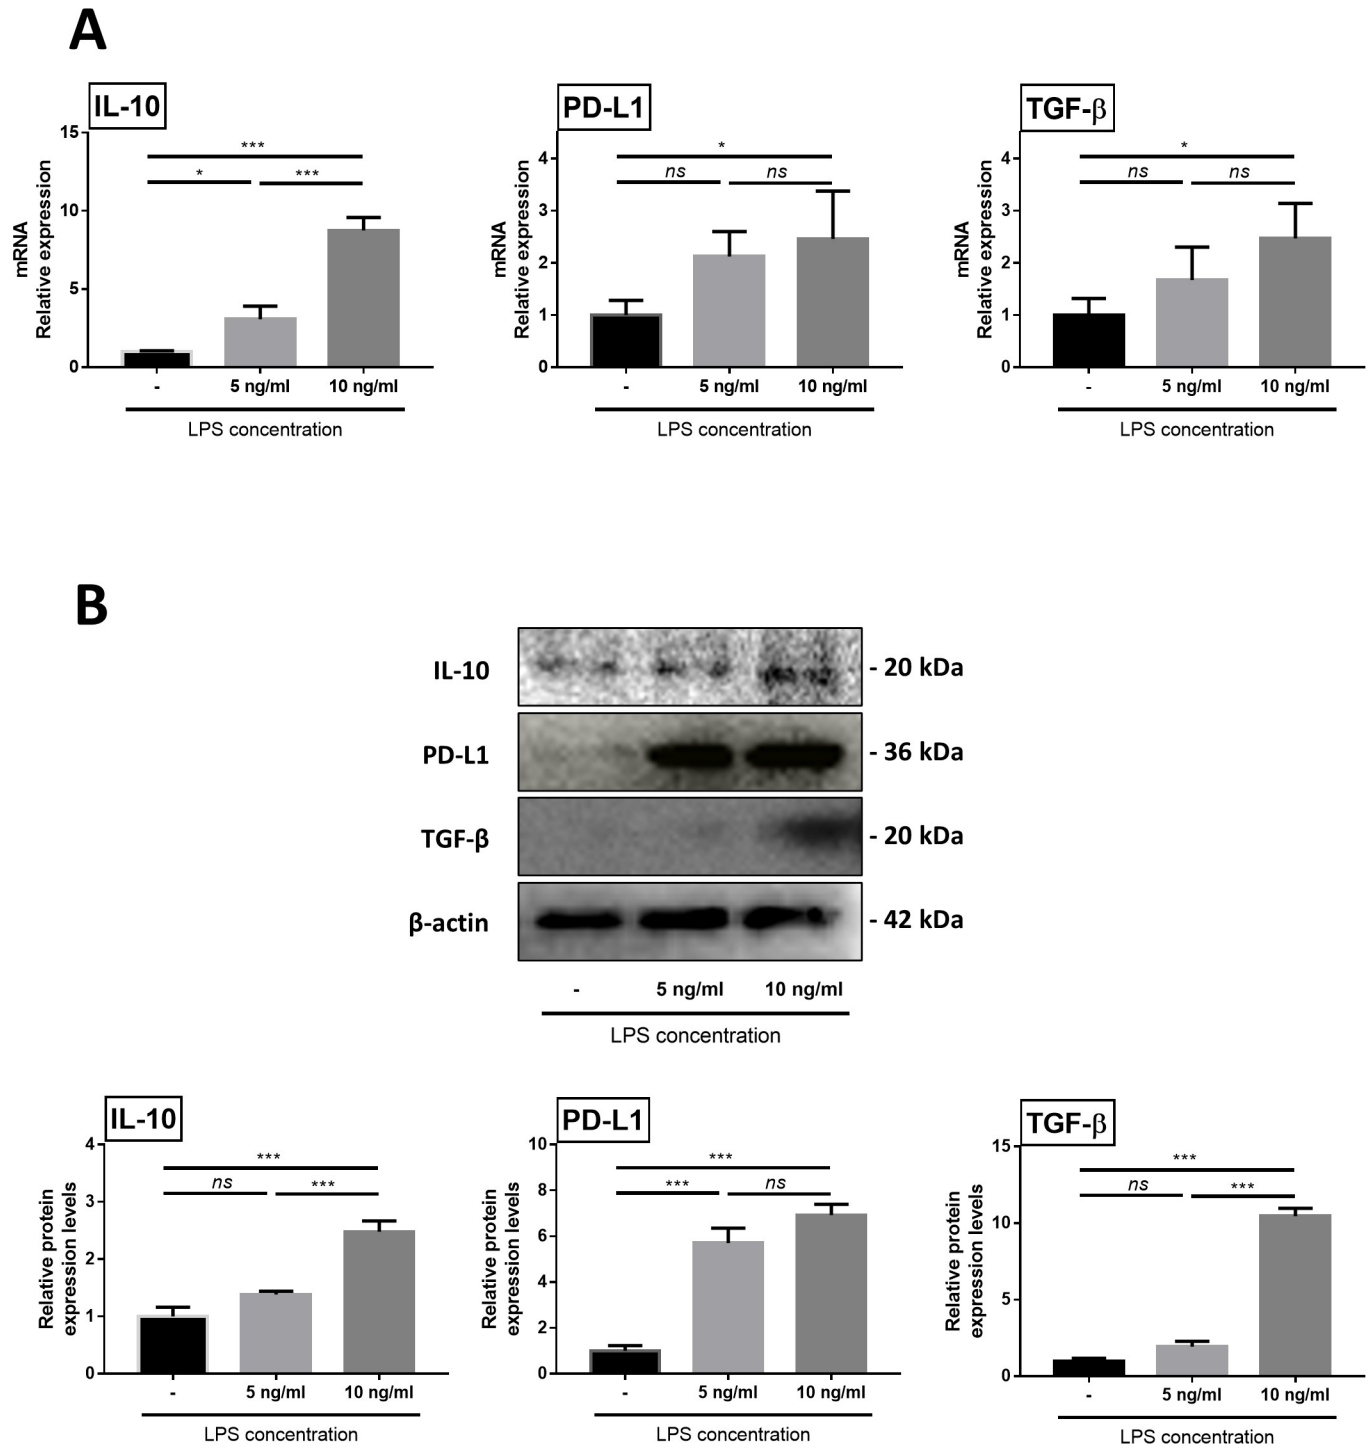 A
IL-10
PD-L1
TGF-β
15
10
5
0
mRNA
Relative expression
***
* ***
- 5 ng/ml 10 ng/ml
LPS concentration
4
3
2
1
0
mRNA
Relative expression
*
ns ns
- 5 ng/ml 10 ng/ml
LPS concentration
4
3
2
1
0
mRNA
Relative expression
*
ns ns
- 5 ng/ml 10 ng/ml
LPS concentration
B
IL-10 - 20 kDa
PD-L1 - 36 kDa
TGF-β - 20 kDa
β-actin - 42 kDa
- 5 ng/ml 10 ng/ml
LPS concentration
IL-10
PD-L1
TGF-β
4
3
2
1
0
Relative protein
expression levels
***
ns ***
- 5 ng/ml 10 ng/ml
LPS concentration
10
8
6
4
2
0
Relative protein
expression levels
***
*** ns
- 5 ng/ml 10 ng/ml
LPS concentration
15
10
5
0
Relative protein
expression levels
***
ns ***
- 5 ng/ml 10 ng/ml
LPS concentration